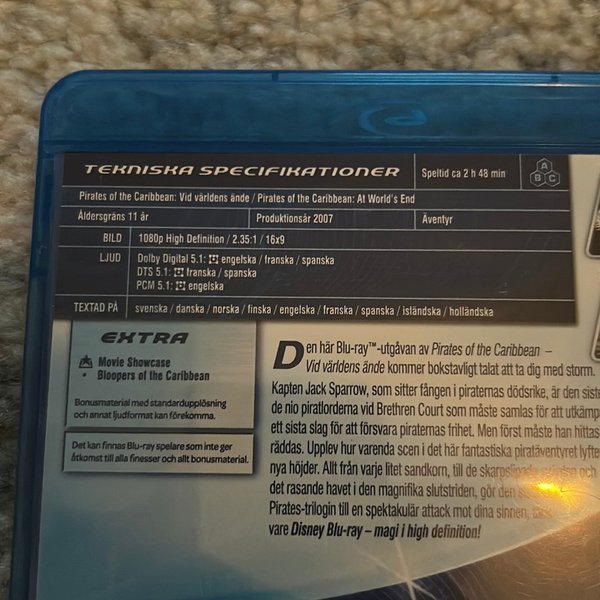 TEKNISKA SPECIFIKATIONER
Speltid ca 2 h 48 min
A
B C
Pirates of the Caribbean: Vid världens ände / Pirates of the Caribbean: At World's End
Åldersgräns 11 år
Produktionsår 2007
Äventyr
BILD 1080p High Definition / 2.35:1 / 16x9
LJUD Dolby Digital 5.1: engelska / franska / spanska
DTS 5.1: franska / spanska
PCM 5.1: engelska
TEXTAD PÅ svenska / danska / norska / finska / engelska / franska / spanska / isländska / holländska
EXTRA
Movie Showcase
• Bloopers of the Caribbean
Bonusmaterial med standardupplösning
och annat ljudformat kan förekomma.
Det kan finnas Blu-ray spelare som inte ger
åtkomst till alla finesser och allt bonusmaterial.
Den här Blu-ray™-utgåvan av Pirates of the Caribbean –
Vid världens ände kommer bokstavligt talat att ta dig med storm.
Kapten Jack Sparrow, som sitter fången i piraternas dödsrike, är den siste
de nio piratlorderna vid Brethren Court som måste samlas för att utkämp
ett sista slag för att försvara piraternas frihet. Men först måste han hittas
räddas. Upplev hur varenda scen i det här fantastiska piratäventyret lyfte
nya höjder. Allt från varje litet sandkorn, till de skarpslipade och
det rasande havet i den magnifika slutstriden, gör den
Pirates-trilogin till en spektakulär attack mot dina sinnen,
vare Disney Blu-ray – magi i high definition!